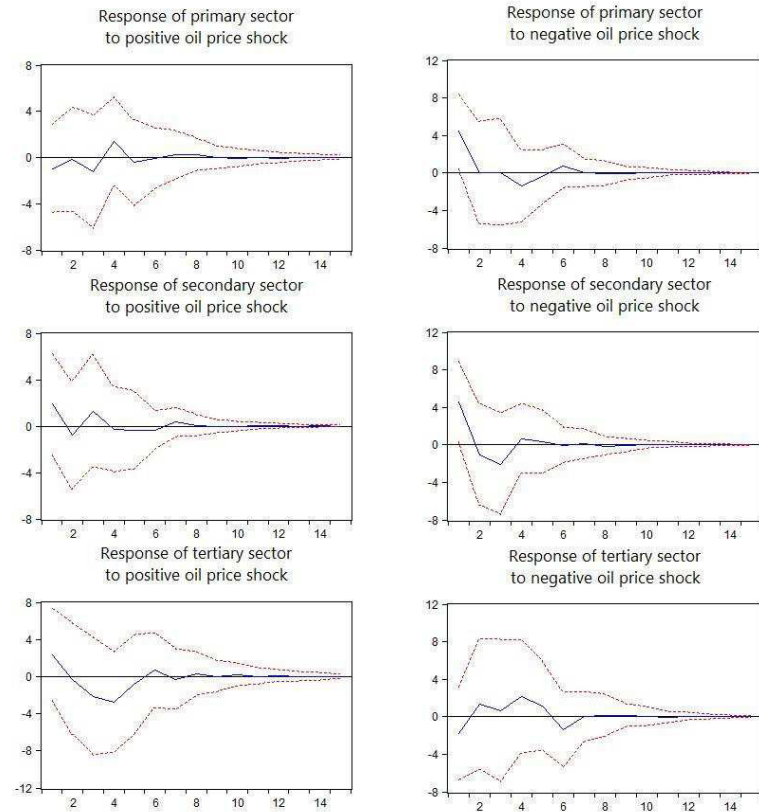 Response of primary sector
to positive oil price shock
8
4
0
-4
-8
2 4 6 8 10 12 14
Response of primary sector
to negative oil price shock
12
8
4
0
-4
-8
2 4 6 8 10 12 14
Response of secondary sector
to positive oil price shock
8
4
0
-4
-8
2 4 6 8 10 12 14
Response of secondary sector
to negative oil price shock
12
8
4
0
-4
-8
2 4 6 8 10 12 14
Response of tertiary sector
to positive oil price shock
8
4
0
-4
-8
-12
2 4 6 8 10 12 14
Response of tertiary sector
to negative oil price shock
12
8
4
0
-4
-8
2 4 6 8 10 12 14